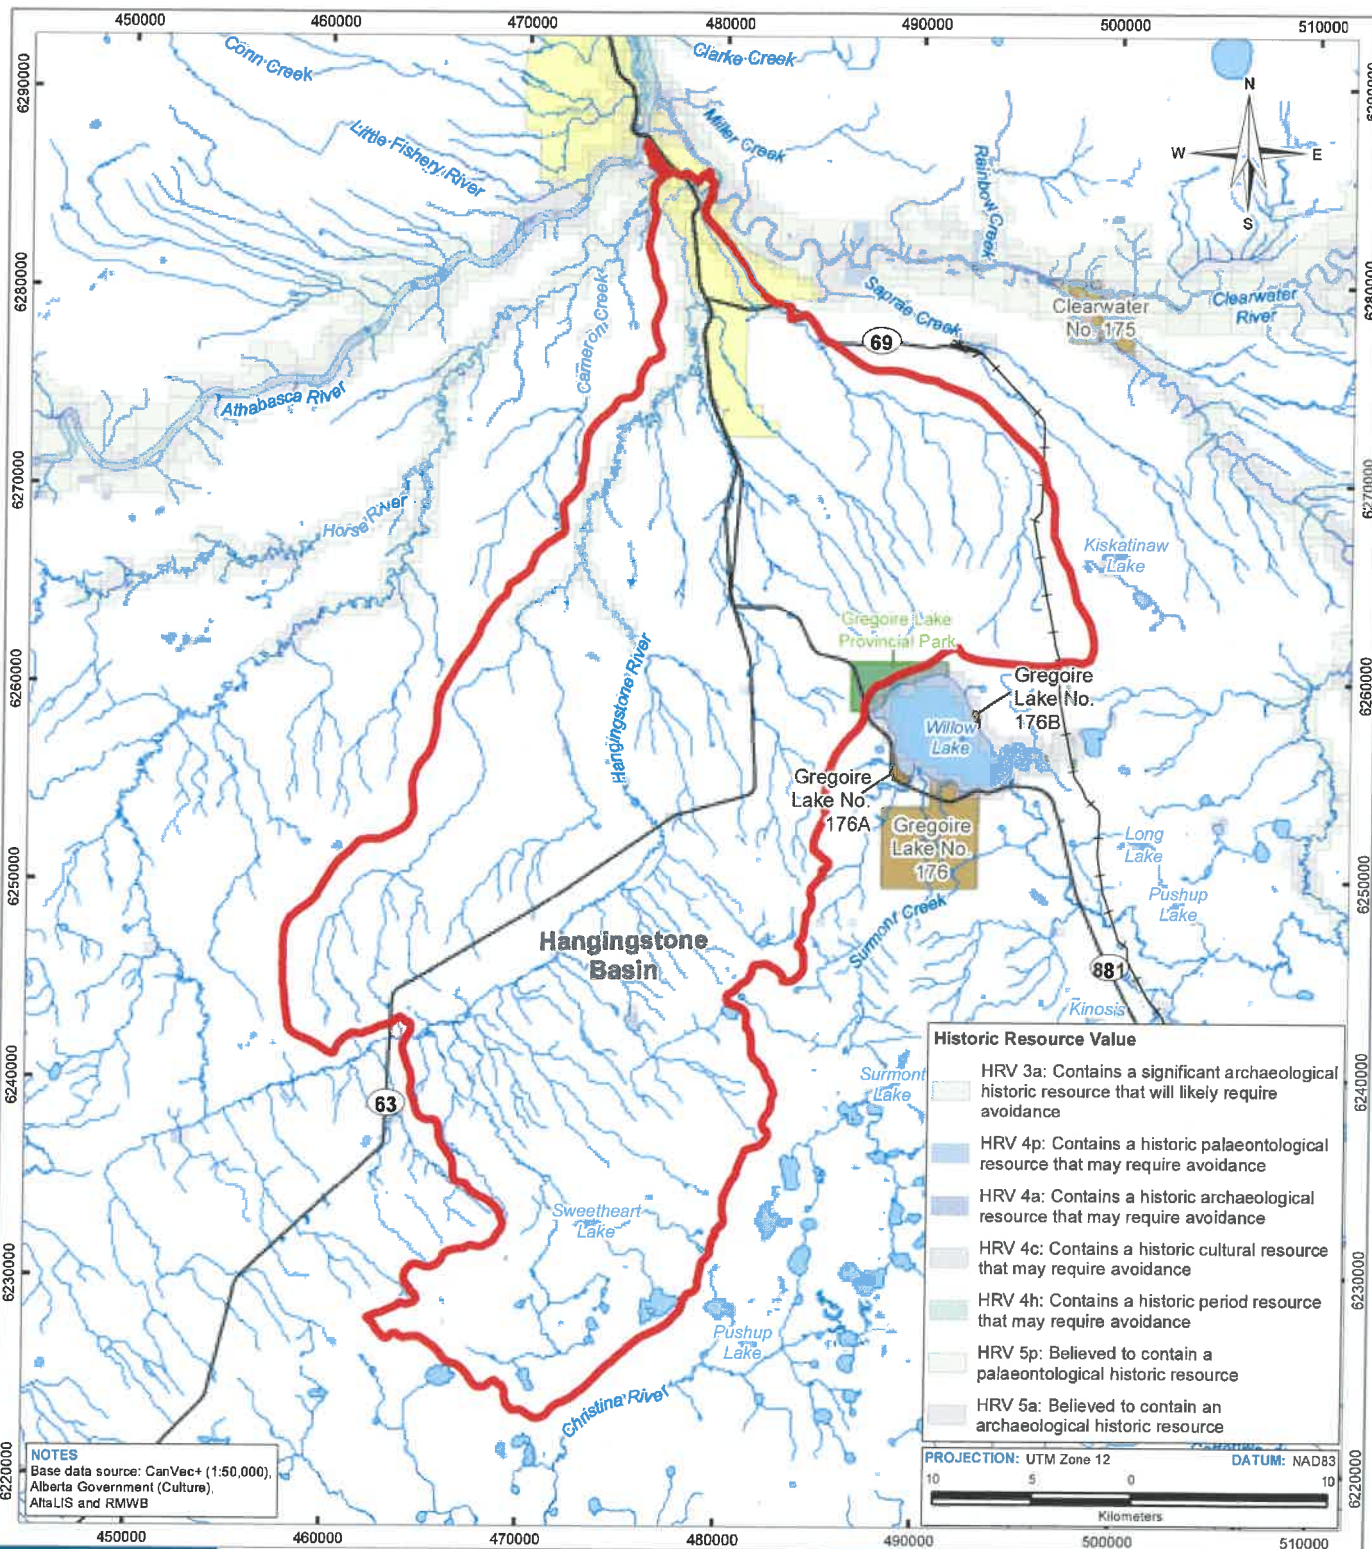 450000
460000
470000
480000
490000
500000
510000
6290000
6280000
6270000
6260000
6250000
6240000
6230000
6220000
Conn Creek
Clarke Creek
Little Fishery River
Miller Creek
Rainbow Creek
N
W
E
S
Saprae Creek
Clearwater
No. 175
Clearwater
River
69
Cameron Creek
Athabasca River
Horse River
Kiskatinaw
Lake
Gregoire Lake
Provincial Park
Hangingstone River
Gregoire
Lake No.
176B
Willow
Lake
Gregoire
Lake No.
176A
Gregoire
Lake No.
176
Long
Lake
Pushup
Lake
Surmont Creek
Hangingstone
Basin
881
Kinosis
Surmont
Lake
63
Sweetheart
Lake
Pushup
Lake
Christina River
Historic Resource Value
HRV 3a: Contains a significant archaeological
historic resource that will likely require
avoidance
HRV 4p: Contains a historic palaeontological
resource that may require avoidance
HRV 4a: Contains a historic archaeological
resource that may require avoidance
HRV 4c: Contains a historic cultural resource
that may require avoidance
HRV 4h: Contains a historic period resource
that may require avoidance
HRV 5p: Believed to contain a
palaeontological historic resource
HRV 5a: Believed to contain an
archaeological historic resource
NOTES
Base data source: CanVec+ (1:50,000),
Alberta Government (Culture),
AltaLIS and RMWB
PROJECTION: UTM Zone 12 DATUM: NAD83
10 5 0 10
Kilometers
6280000
6270000
6260000
6250000
6240000
6230000
6220000
450000
460000
470000
480000
490000
500000
510000